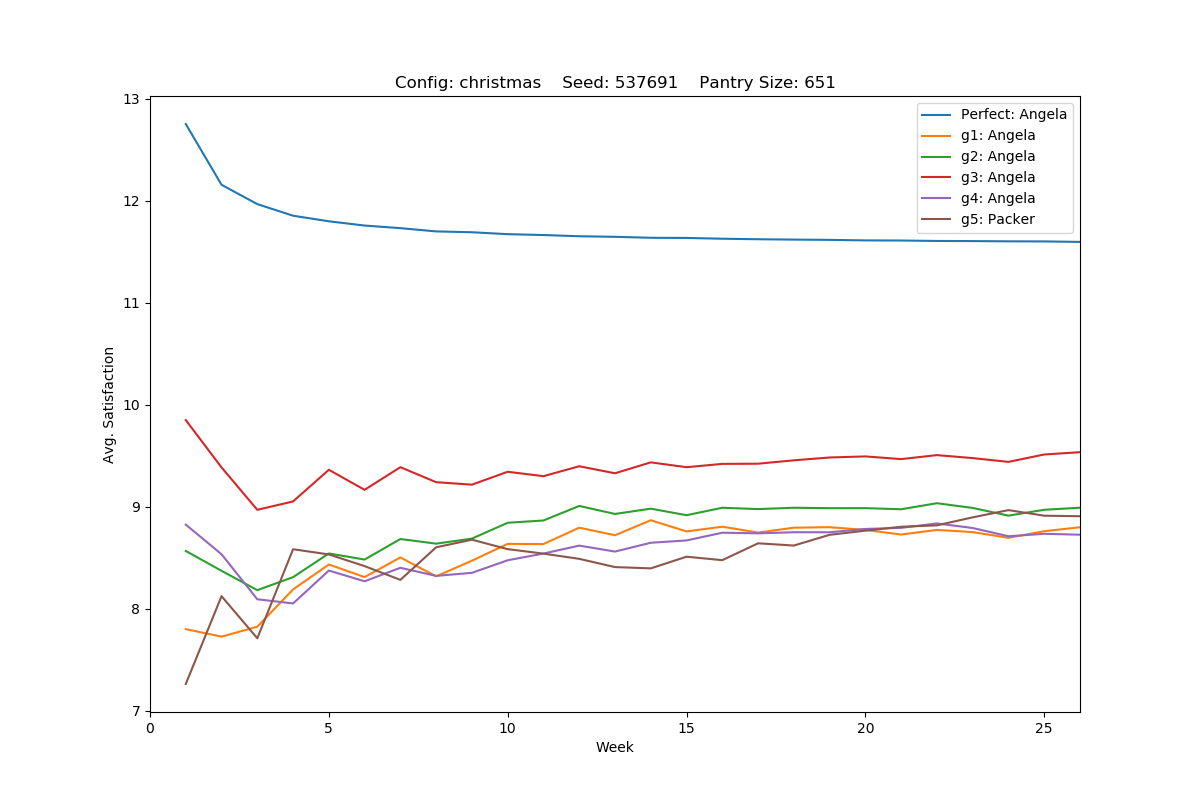 Config: christmas    Seed: 537691    Pantry Size: 651
13
12
11
10
9
8
7
Avg. Satisfaction
Perfect: Angela
g1: Angela
g2: Angela
g3: Angela
g4: Angela
g5: Packer
0 5 10 15 20 25
Week